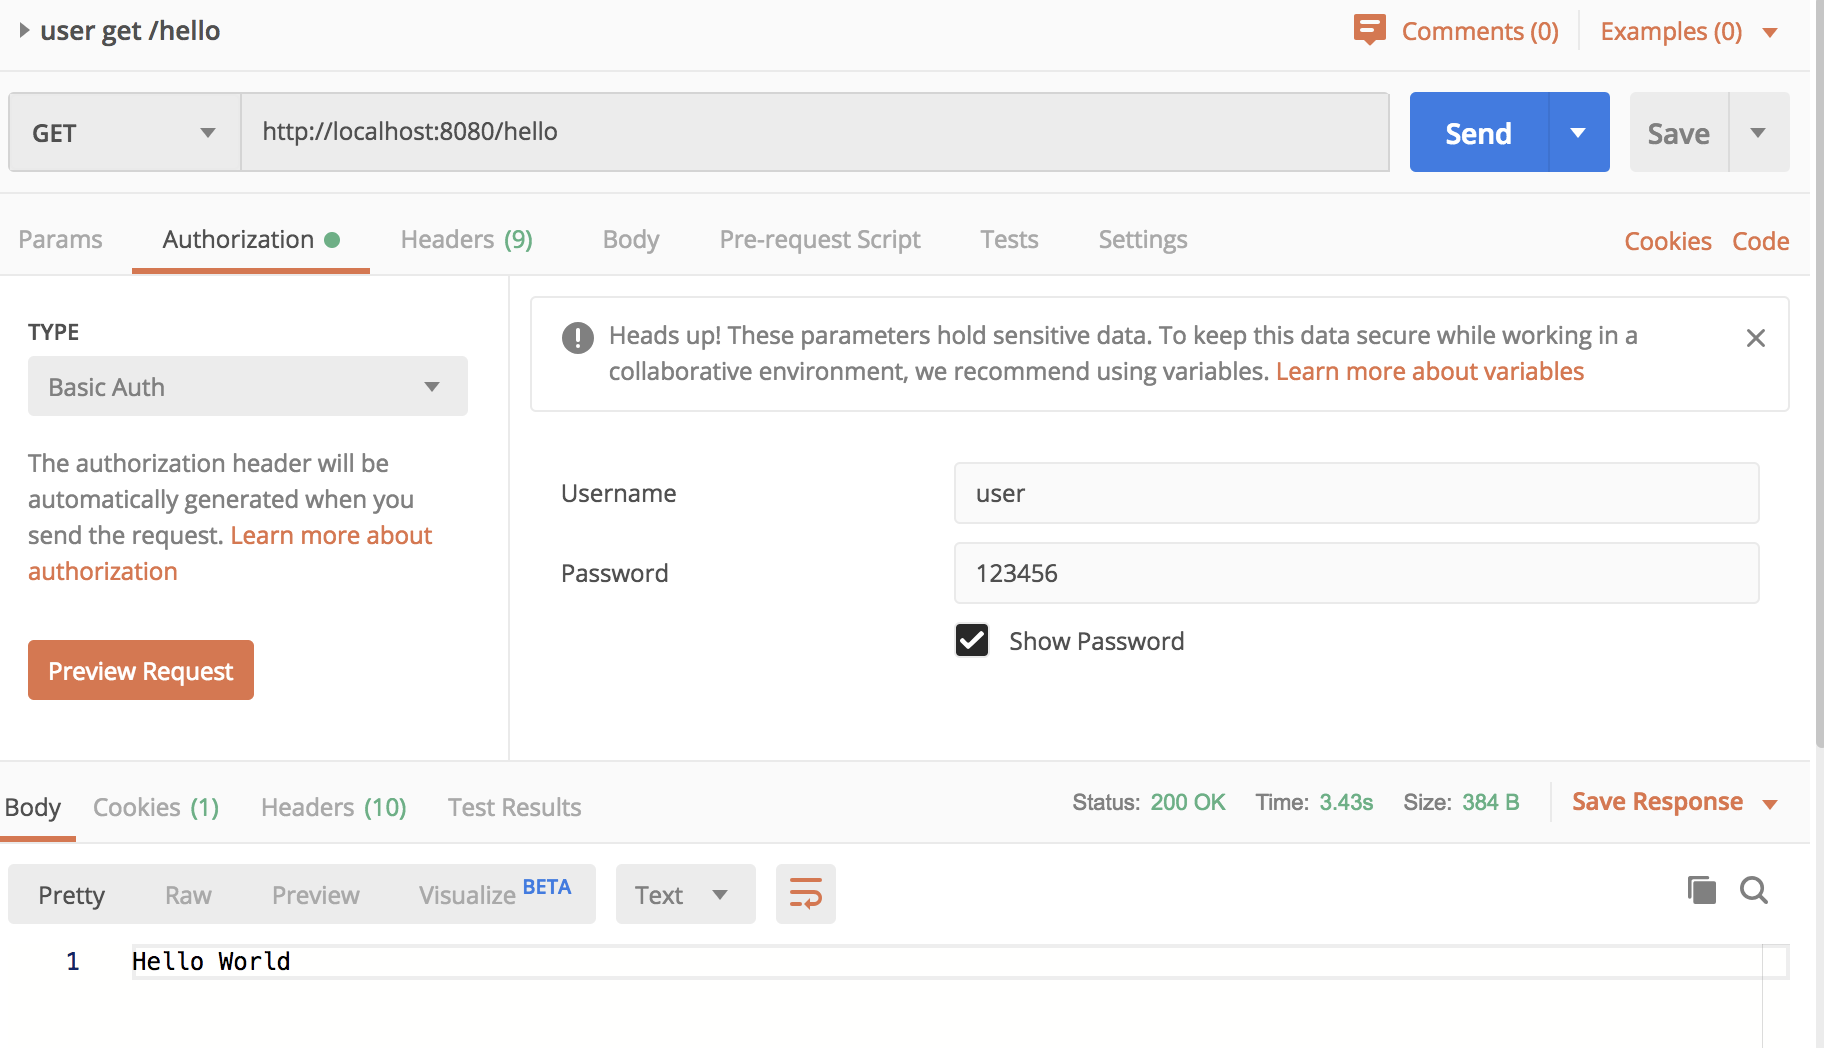 user get /hello
Comments (0)
Examples (0)
GET
http://localhost:8080/hello
Send
Save
Params
Authorization
Headers (9)
Body
Pre-request Script
Tests
Settings
Cookies
Code
TYPE
Basic Auth
The authorization header will be
automatically generated when you
send the request. Learn more about
authorization
Preview Request
Heads up! These parameters hold sensitive data. To keep this data secure while working in a
collaborative environment, we recommend using variables. Learn more about variables
Username
user
Password
123456
Show Password
Body
Cookies (1)
Headers (10)
Test Results
Status: 200 OK
Time: 3.43s
Size: 384 B
Save Response
Pretty
Raw
Preview
Visualize BETA
Text
1
Hello World